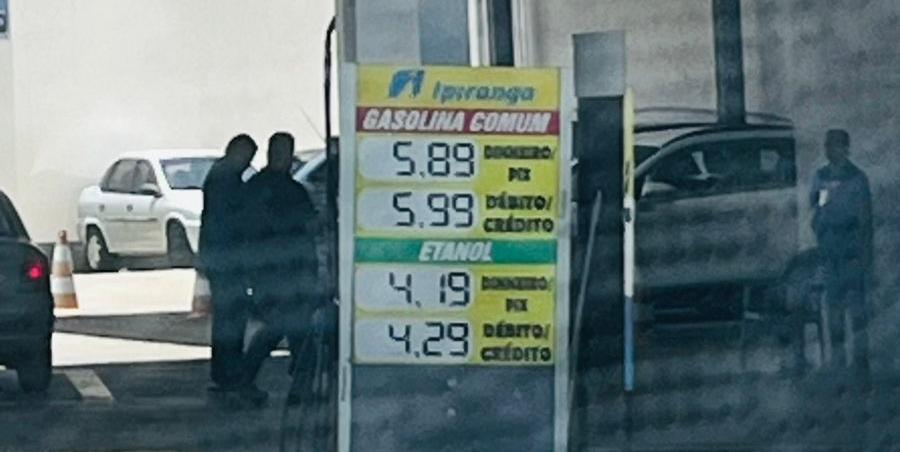 Ipiranga
GASOLINA COMUM
5.89 DINHEIRO/
PIX
5.99 DÉBITO/
CRÉDITO
ETANOL
4.19 DINHEIRO/
PIX
4.29 DÉBITO/
CRÉDITO